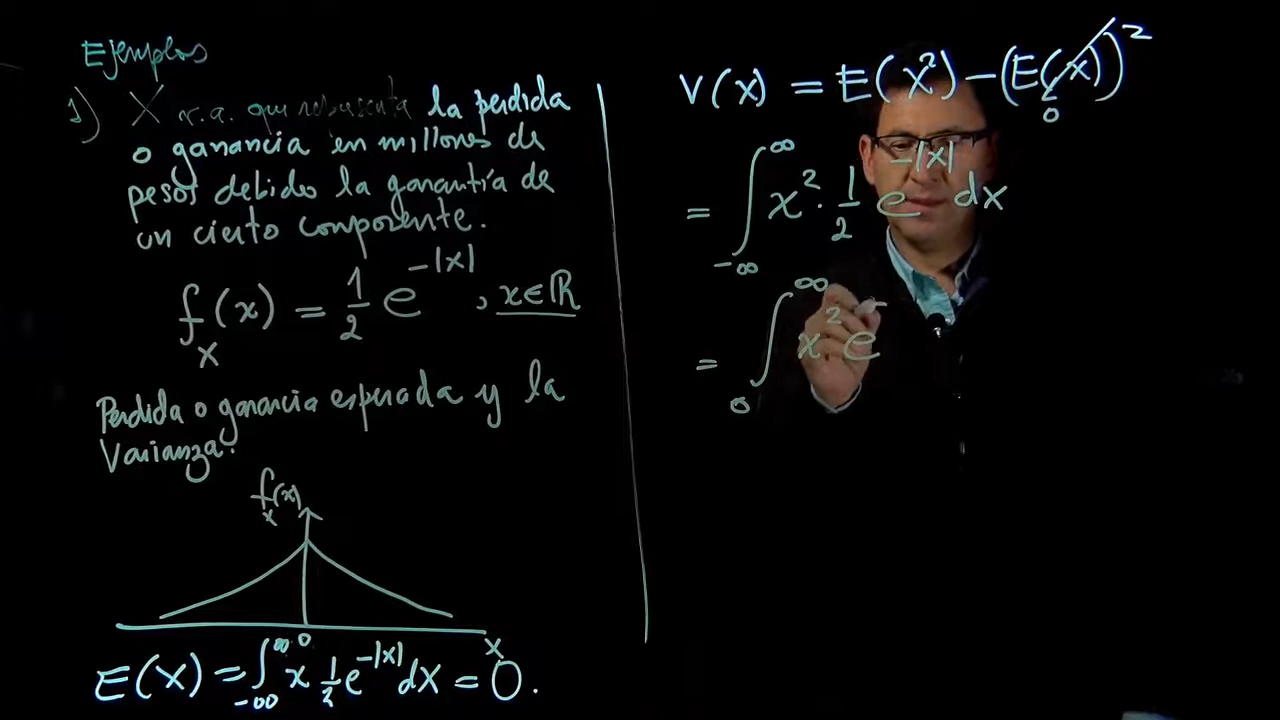 Ejemplos
1) X v.a. que representa la perdida
o ganancia en millones de
pesos debido la garantía de
un cierto componente.
f_X(x) = 1/2 e^{-|x|}, x∈ℝ
Perdida o ganancia esperada y la
Varianza.
f_X(x)
x
E(X) = ∫_{-∞}^{∞} x 1/2 e^{-|x|} dx = 0.
0
V(X) = E(X²) - (E(X))²
0
= ∫_{-∞}^{∞} x² · 1/2 e^{-|x|} dx
= ∫_0^{∞} x² e^{-